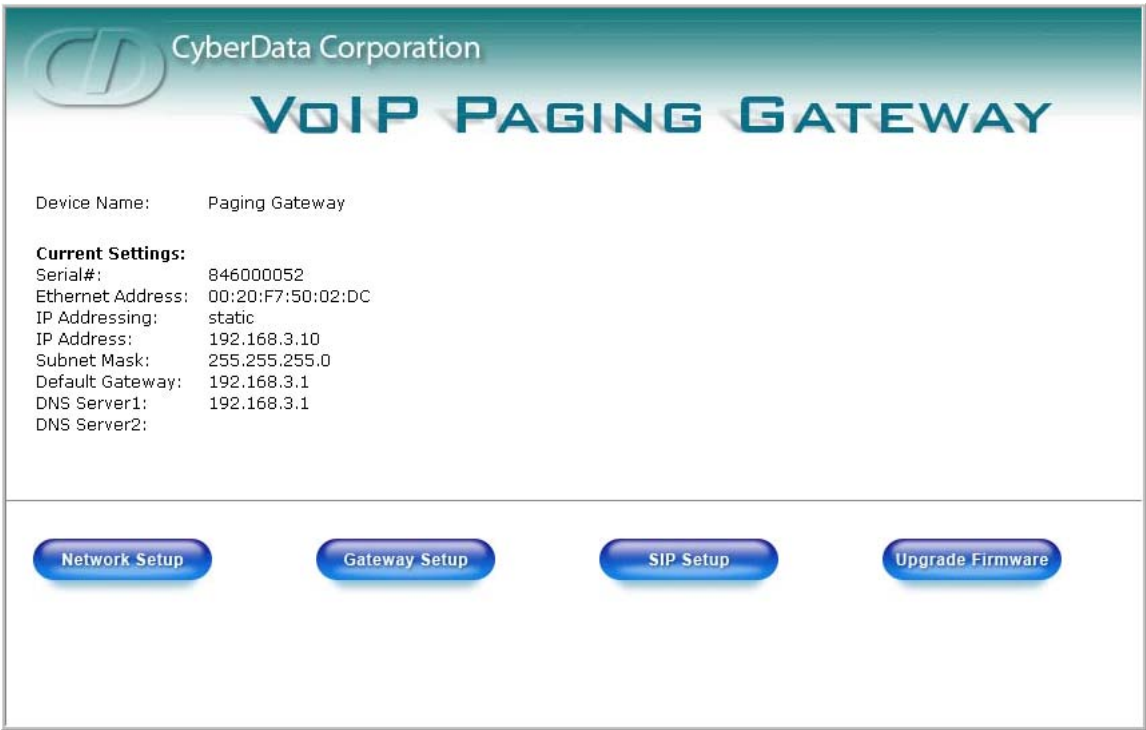 CyberData Corporation
VoIP Paging Gateway
Device Name: Paging Gateway
Current Settings:
Serial#: 846000052
Ethernet Address: 00:20:F7:50:02:DC
IP Addressing: static
IP Address: 192.168.3.10
Subnet Mask: 255.255.255.0
Default Gateway: 192.168.3.1
DNS Server1: 192.168.3.1
DNS Server2:
Network Setup Gateway Setup SIP Setup Upgrade Firmware